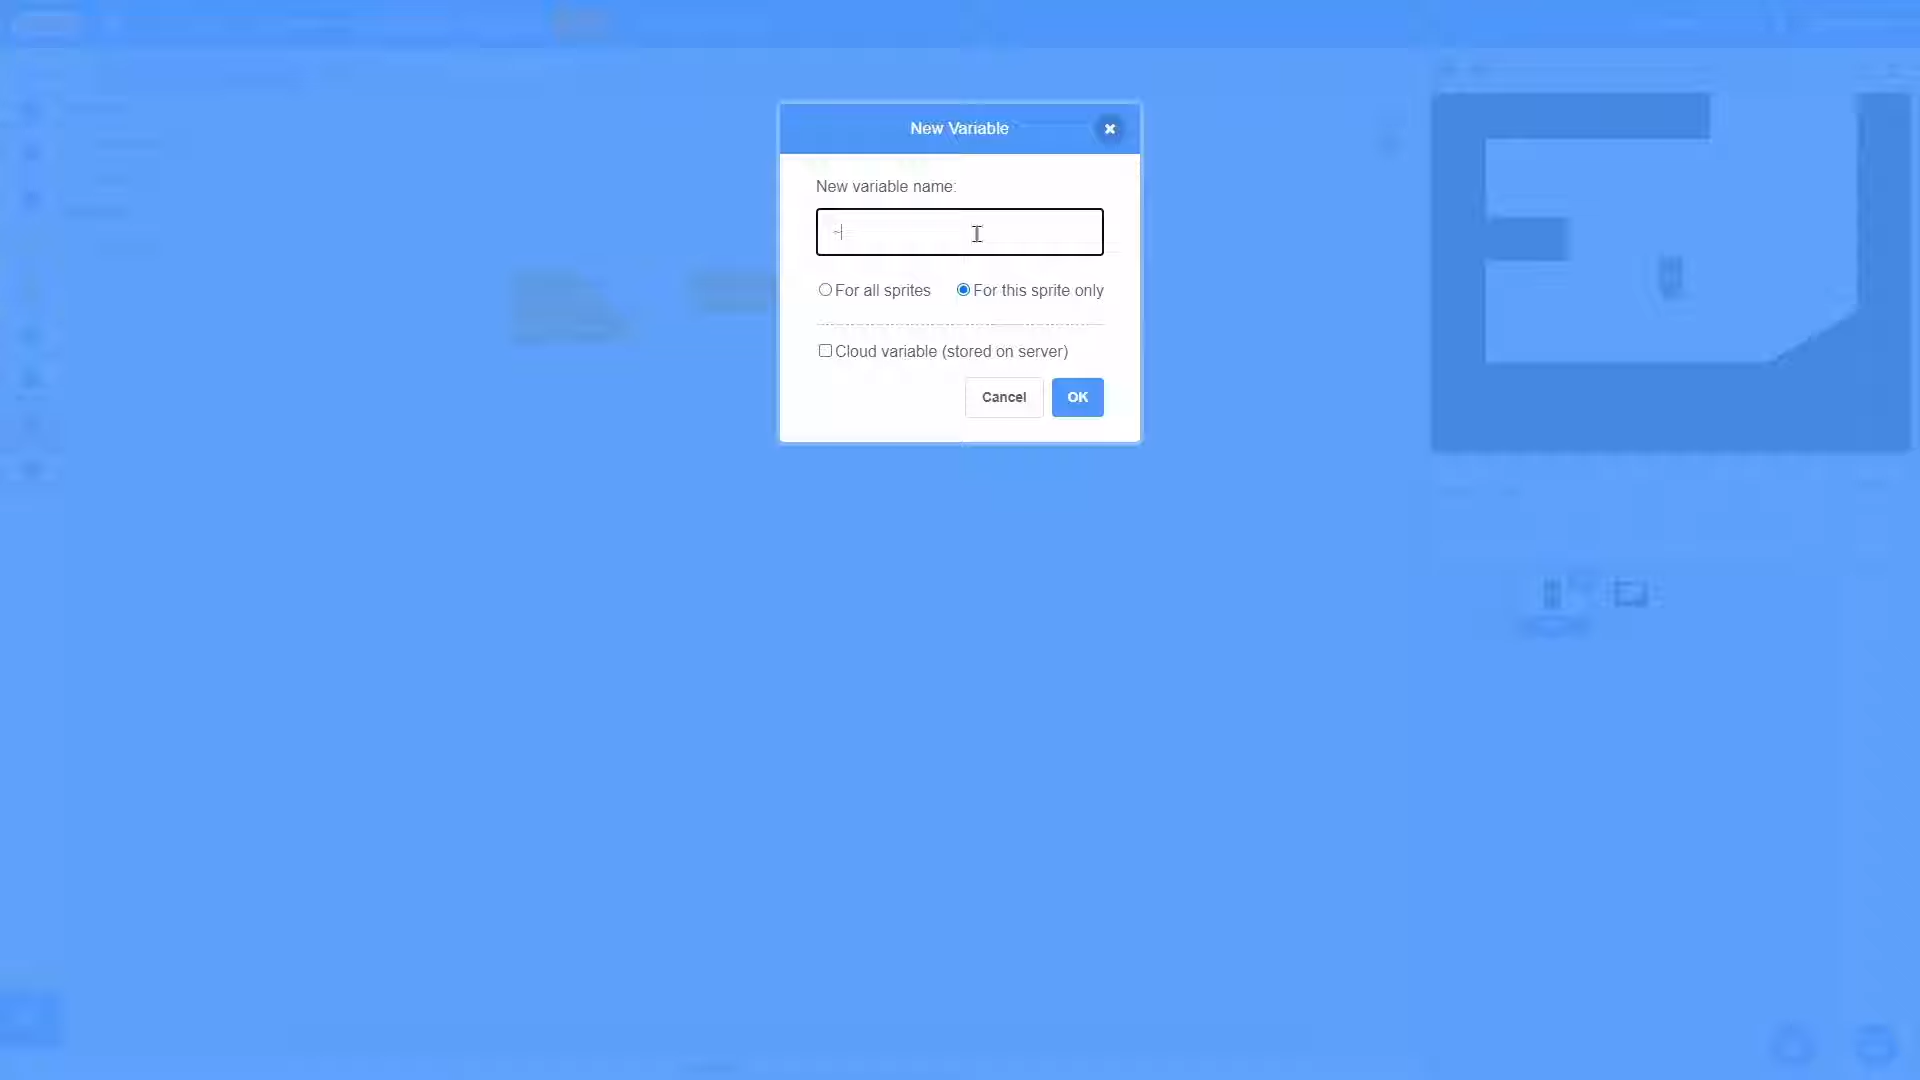 New Variable
New variable name:
~
For all sprites
For this sprite only
Cloud variable (stored on server)
Cancel
OK